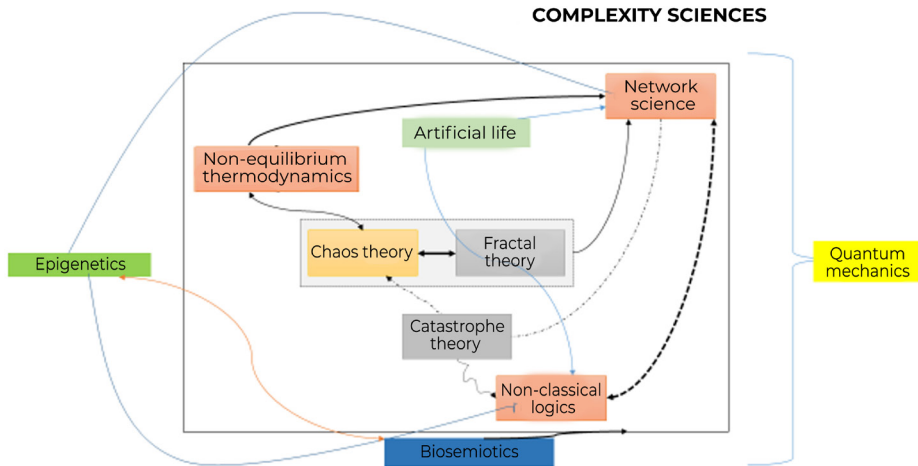 COMPLEXITY SCIENCES
Network
science
Artificial life
Non-equilibrium
thermodynamics
Chaos theory
Fractal
theory
Epigenetics
Quantum
mechanics
Catastrophe
theory
Non-classical
logics
Biosemiotics